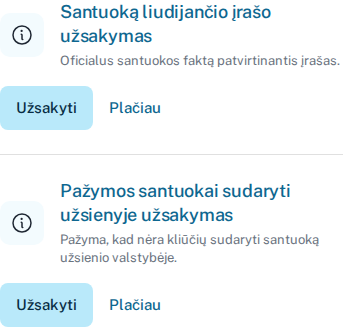 Santuoką liudijančio įrašo
užsakymas
Oficialus santuokos faktą patvirtinantis įrašas.
Užsakyti
Plačiau
Pažymos santuokai sudaryti
užsienyje užsakymas
Pažyma, kad nėra kliūčių sudaryti santuoką
užsienio valstybėje.
Užsakyti
Plačiau